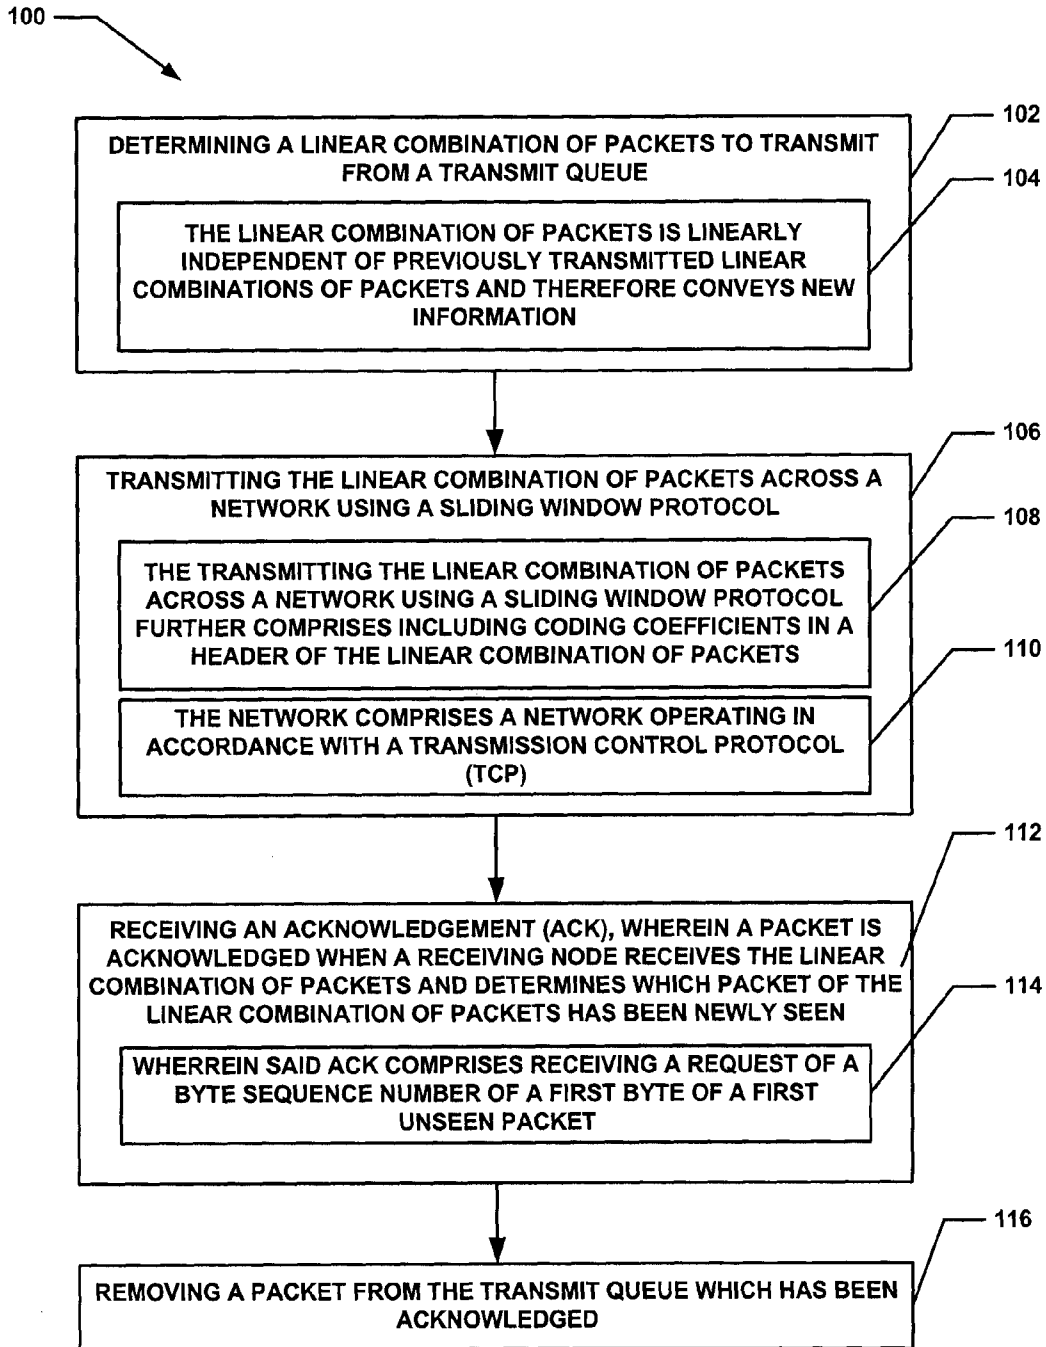 100
102
DETERMINING A LINEAR COMBINATION OF PACKETS TO TRANSMIT
FROM A TRANSMIT QUEUE
104
THE LINEAR COMBINATION OF PACKETS IS LINEARLY
INDEPENDENT OF PREVIOUSLY TRANSMITTED LINEAR
COMBINATIONS OF PACKETS AND THEREFORE CONVEYS NEW
INFORMATION
106
TRANSMITTING THE LINEAR COMBINATION OF PACKETS ACROSS A
NETWORK USING A SLIDING WINDOW PROTOCOL
108
THE TRANSMITTING THE LINEAR COMBINATION OF PACKETS
ACROSS A NETWORK USING A SLIDING WINDOW PROTOCOL
FURTHER COMPRISES INCLUDING CODING COEFFICIENTS IN A
HEADER OF THE LINEAR COMBINATION OF PACKETS
110
THE NETWORK COMPRISES A NETWORK OPERATING IN
ACCORDANCE WITH A TRANSMISSION CONTROL PROTOCOL
(TCP)
112
RECEIVING AN ACKNOWLEDGEMENT (ACK), WHEREIN A PACKET IS
ACKNOWLEDGED WHEN A RECEIVING NODE RECEIVES THE LINEAR
COMBINATION OF PACKETS AND DETERMINES WHICH PACKET OF THE
LINEAR COMBINATION OF PACKETS HAS BEEN NEWLY SEEN
114
WHERREIN SAID ACK COMPRISES RECEIVING A REQUEST OF A
BYTE SEQUENCE NUMBER OF A FIRST BYTE OF A FIRST
UNSEEN PACKET
116
REMOVING A PACKET FROM THE TRANSMIT QUEUE WHICH HAS BEEN
ACKNOWLEDGED